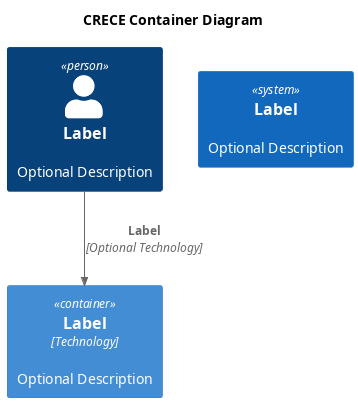 CRECE Container Diagram
«person»
Label
Optional Description
«system»
Label
Optional Description
Label
[Optional Technology]
«container»
Label
[Technology]
Optional Description